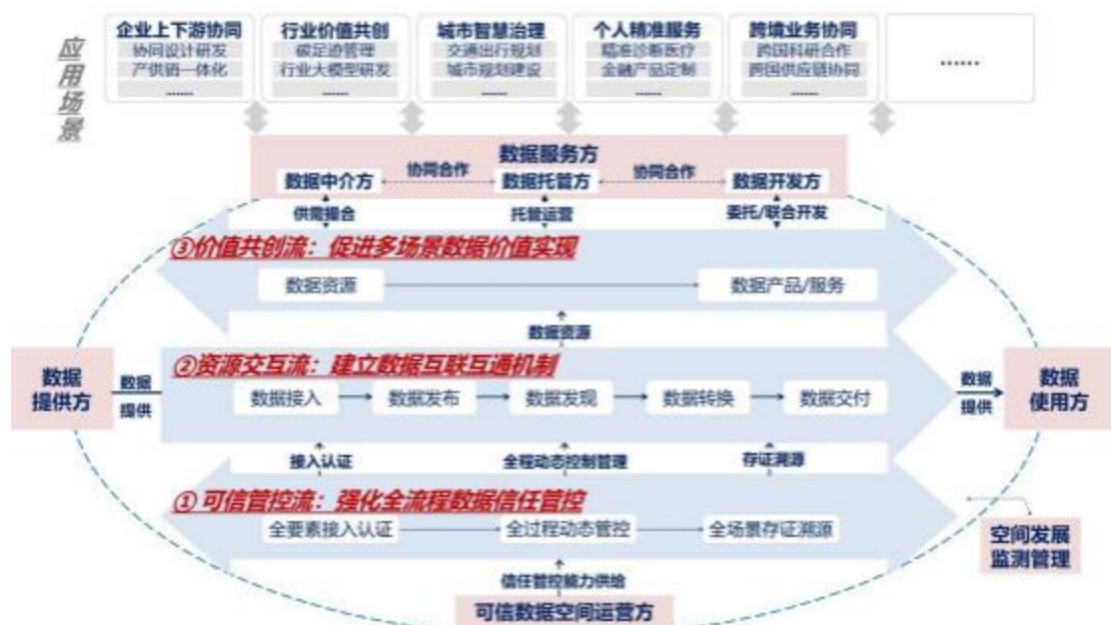 应用场景
企业上下游协同
协同设计研发
产供销一体化
......
行业价值共创
碳足迹管理
行业大模型研发
......
城市智慧治理
交通出行规划
城市规划建设
......
个人精准服务
精准诊断医疗
金融产品定制
......
跨境业务协同
跨国科研合作
跨国供应链协同
......
......
数据服务方
数据中介方 协同合作 数据托管方 协同合作 数据开发方
供需撮合 托管运营 委托/联合开发
③价值共创流：促进多场景数据价值实现
数据资源 数据产品/服务
数据资源
②资源交互流：建立数据互联互通机制
数据
提供方
数据
提供
数据接入 数据发布 数据发现 数据转换 数据交付
数据
提供
数据
使用方
接入认证 全程动态控制管理 存证溯源
①可信管控流：强化全流程数据信任管控
全要素接入认证 全过程动态管控 全场景存证溯源
空间发展
监测管理
信任管控能力供给
可信数据空间运营方